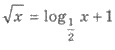 √x = log_{1/2} x + 1